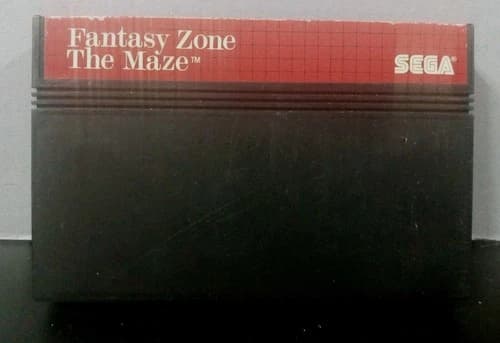 Fantasy Zone
The Maze™
SEGA®